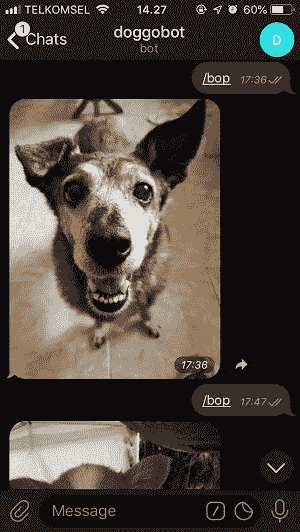 TELKOMSEL 14.27 60%
1
Chats doggobot D
bot
/bop 17:36
17:36
/bop 17:47
Message